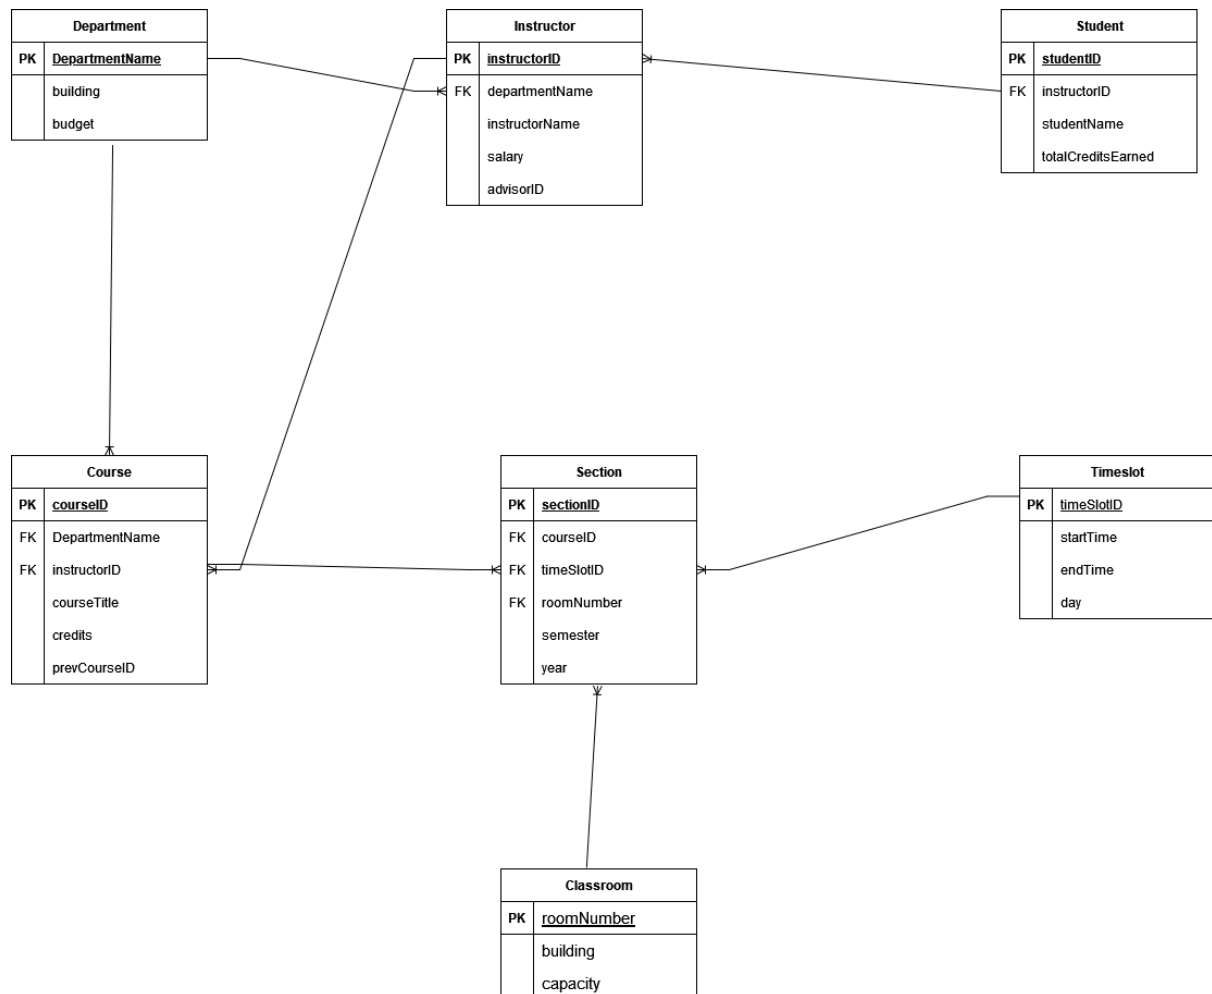 Department
PK DepartmentName
building
budget
Instructor
PK instructorID
FK departmentName
instructorName
salary
advisorID
Student
PK studentID
FK instructorID
studentName
totalCreditsEarned
Course
PK courseID
FK DepartmentName
FK instructorID
courseTitle
credits
prevCourseID
Section
PK sectionID
FK courseID
FK timeSlotID
FK roomNumber
semester
year
Timeslot
PK timeSlotID
startTime
endTime
day
Classroom
PK roomNumber
building
capacity